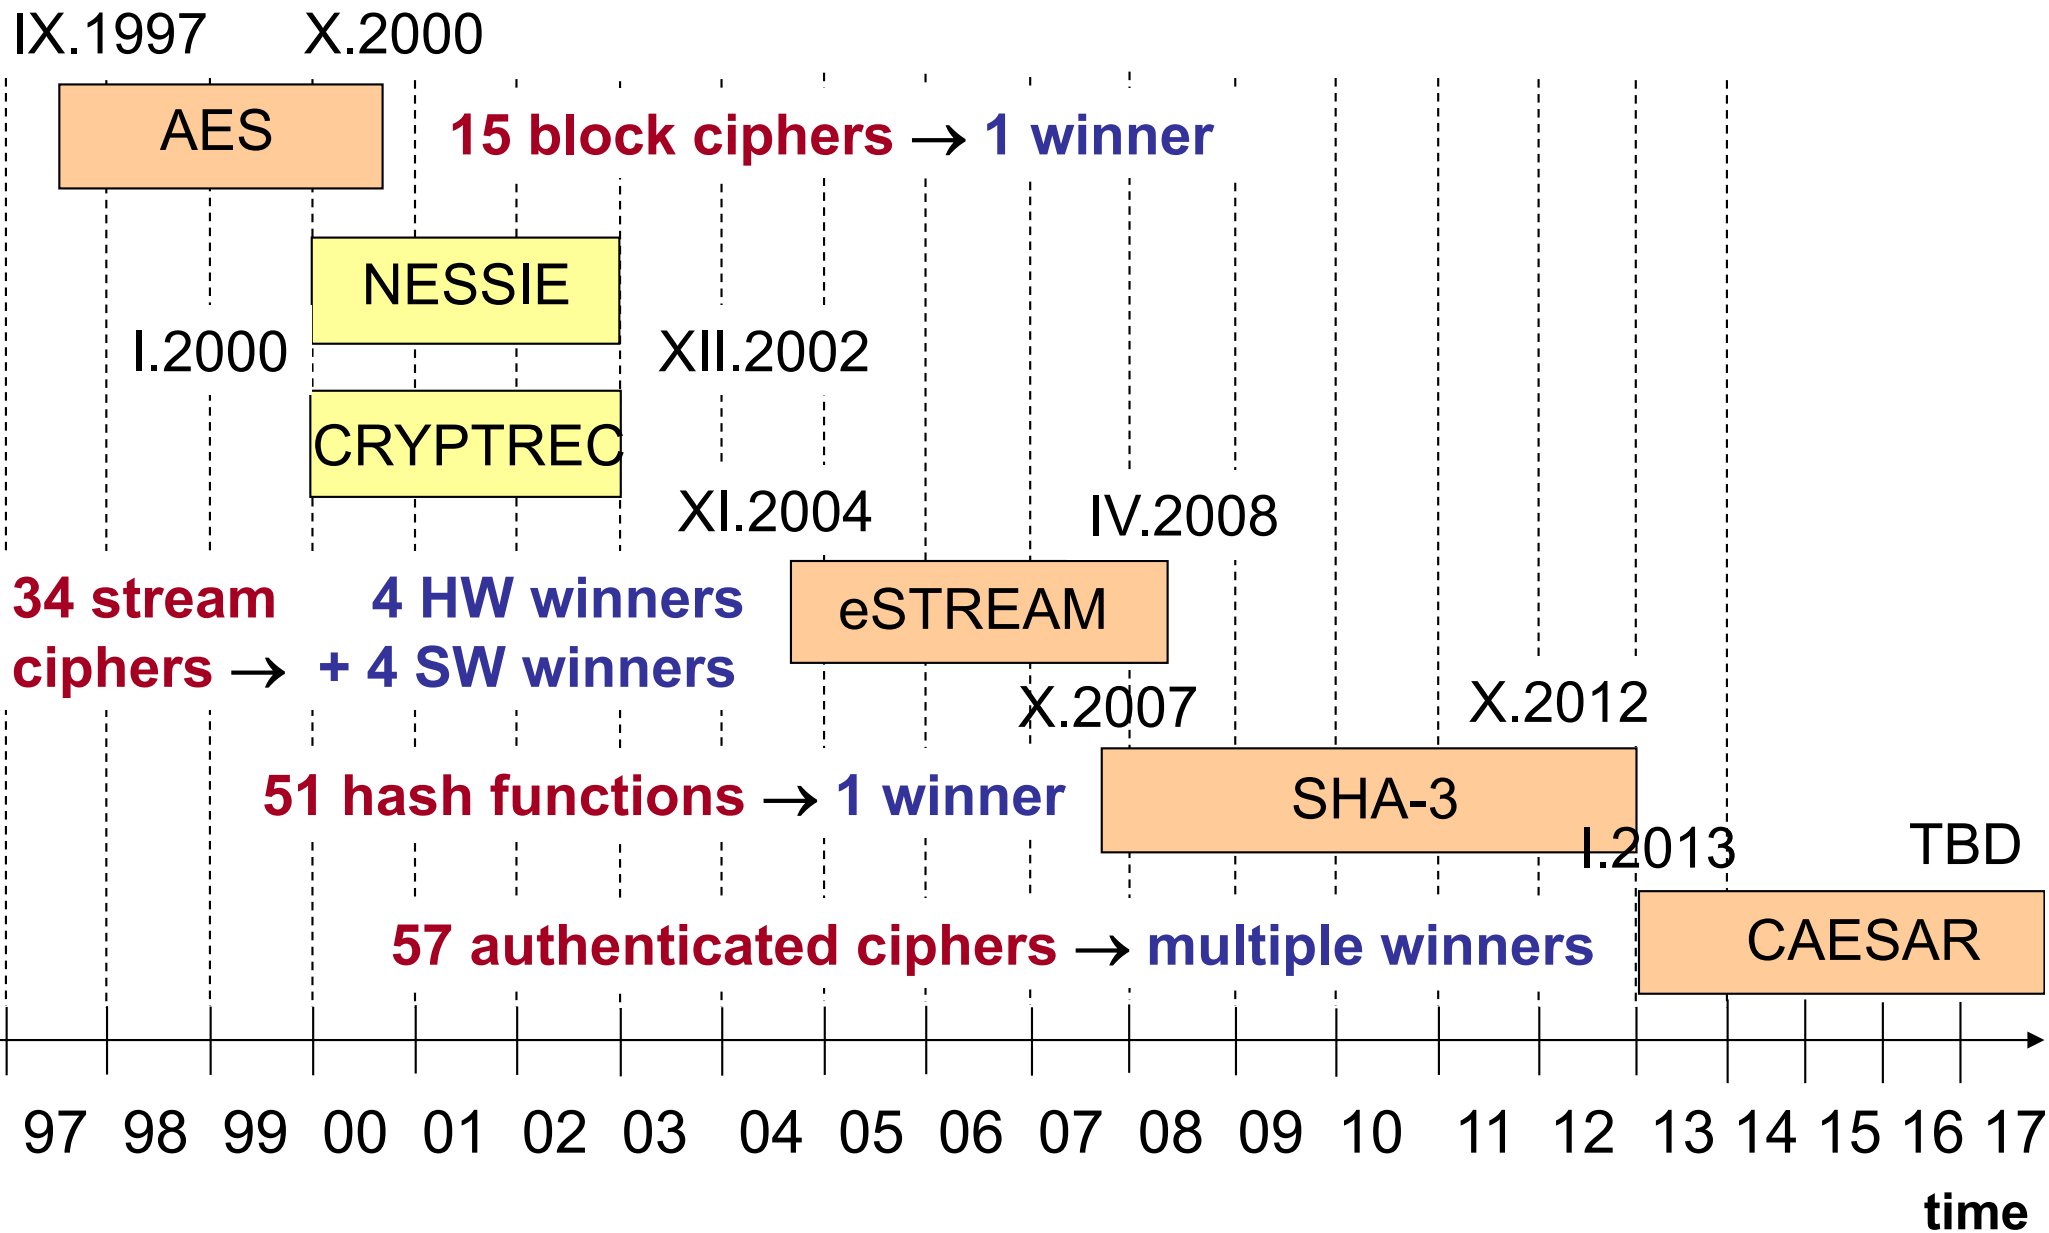 IX.1997 X.2000
AES
15 block ciphers → 1 winner
NESSIE
I.2000 XII.2002
CRYPTREC
XI.2004 IV.2008
34 stream 4 HW winners
eSTREAM
ciphers → + 4 SW winners
X.2007 X.2012
51 hash functions → 1 winner
SHA-3
I.2013 TBD
57 authenticated ciphers → multiple winners
CAESAR
97 98 99 00 01 02 03 04 05 06 07 08 09 10 11 12 13 14 15 16 17
time